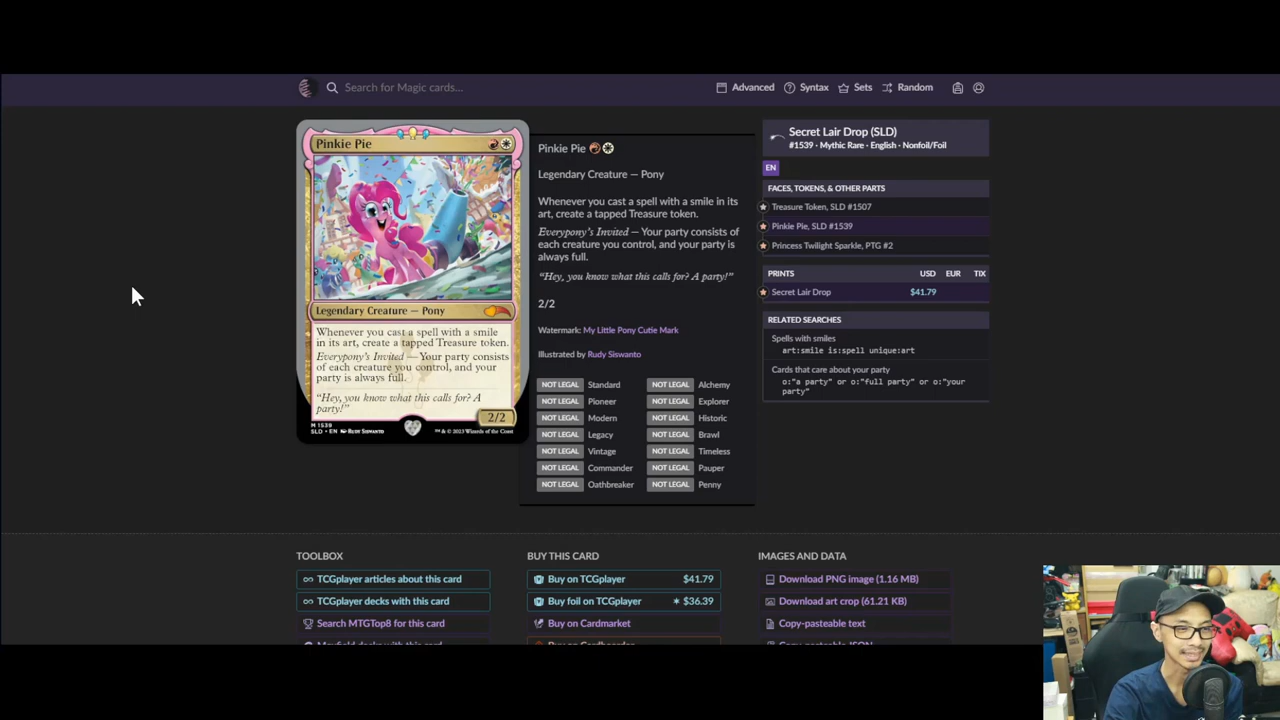 Search for Magic cards...
Advanced
Syntax
Sets
Random
Pinkie Pie
Legendary Creature — Pony
Whenever you cast a spell with a smile
in its art, create a tapped Treasure token.
Everypony's Invited — Your party consists
of each creature you control, and your
party is always full.
"Hey, you know what this calls for? A
party!"
2/2
M 1539
SLD • EN RUDY SISWANTO
™ & © 2023 Wizards of the Coast
Pinkie Pie
Legendary Creature — Pony
Whenever you cast a spell with a smile in its
art, create a tapped Treasure token.
Everypony's Invited — Your party consists of
each creature you control, and your party is
always full.
"Hey, you know what this calls for? A party!"
2/2
Watermark: My Little Pony Cutie Mark
Illustrated by Rudy Siswanto
NOT LEGAL Standard NOT LEGAL Alchemy
NOT LEGAL Pioneer NOT LEGAL Explorer
NOT LEGAL Modern NOT LEGAL Historic
NOT LEGAL Legacy NOT LEGAL Brawl
NOT LEGAL Vintage NOT LEGAL Timeless
NOT LEGAL Commander NOT LEGAL Pauper
NOT LEGAL Oathbreaker NOT LEGAL Penny
Secret Lair Drop (SLD)
#1539 · Mythic Rare · English · Nonfoil/Foil
EN
FACES, TOKENS, & OTHER PARTS
Treasure Token, SLD #1507
Pinkie Pie, SLD #1539
Princess Twilight Sparkle, PTG #2
PRINTS USD EUR TIX
Secret Lair Drop $41.79
RELATED SEARCHES
Spells with smiles
art:smile is:spell unique:art
Cards that care about your party
o:"a party" or o:"full party" or o:"your
party"
TOOLBOX
TCGplayer articles about this card
TCGplayer decks with this card
Search MTGTop8 for this card
BUY THIS CARD
Buy on TCGplayer $41.79
Buy foil on TCGplayer ✶ $36.39
Buy on Cardmarket
IMAGES AND DATA
Download PNG image (1.16 MB)
Download art crop (61.21 KB)
Copy-pasteable text